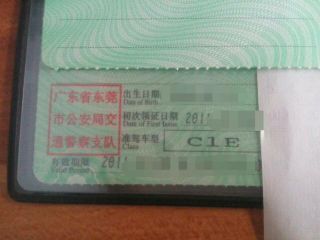 广东省东莞
市公安局交
通警察支队
出生日期
Date of Birth
初次领证日期 201
Date of First Issue
准驾车型 C1E
Class
有效期限 201
Valid Period